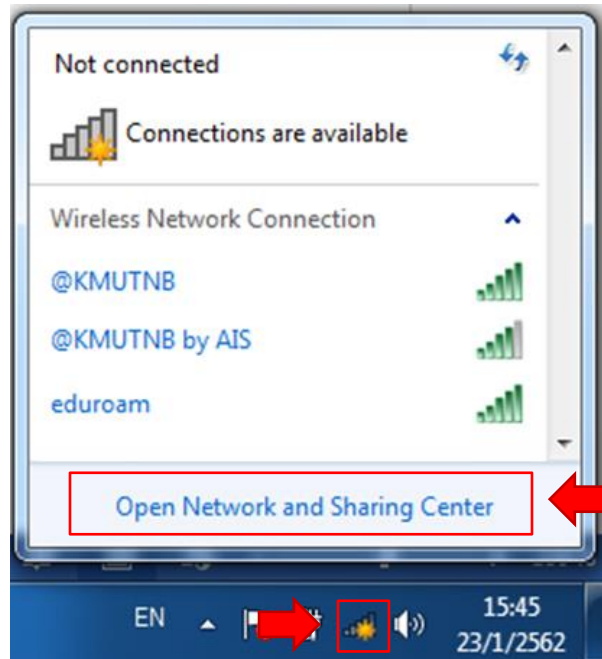 Not connected
Connections are available
Wireless Network Connection
@KMUTNB
@KMUTNB by AIS
eduroam
Open Network and Sharing Center
EN
15:45
23/1/2562